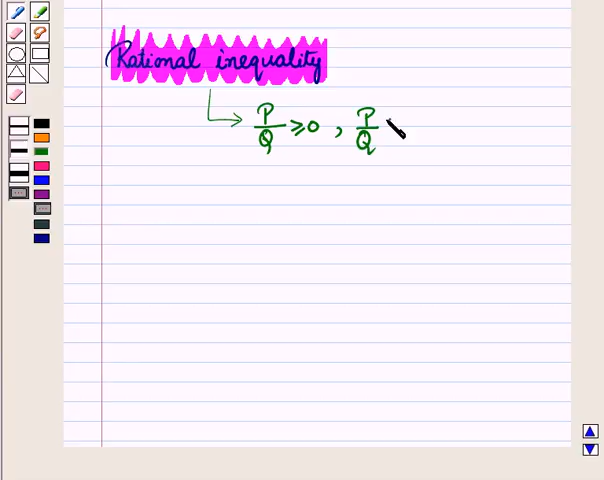 Rational inequality
P/Q ⩾ 0 , P/Q